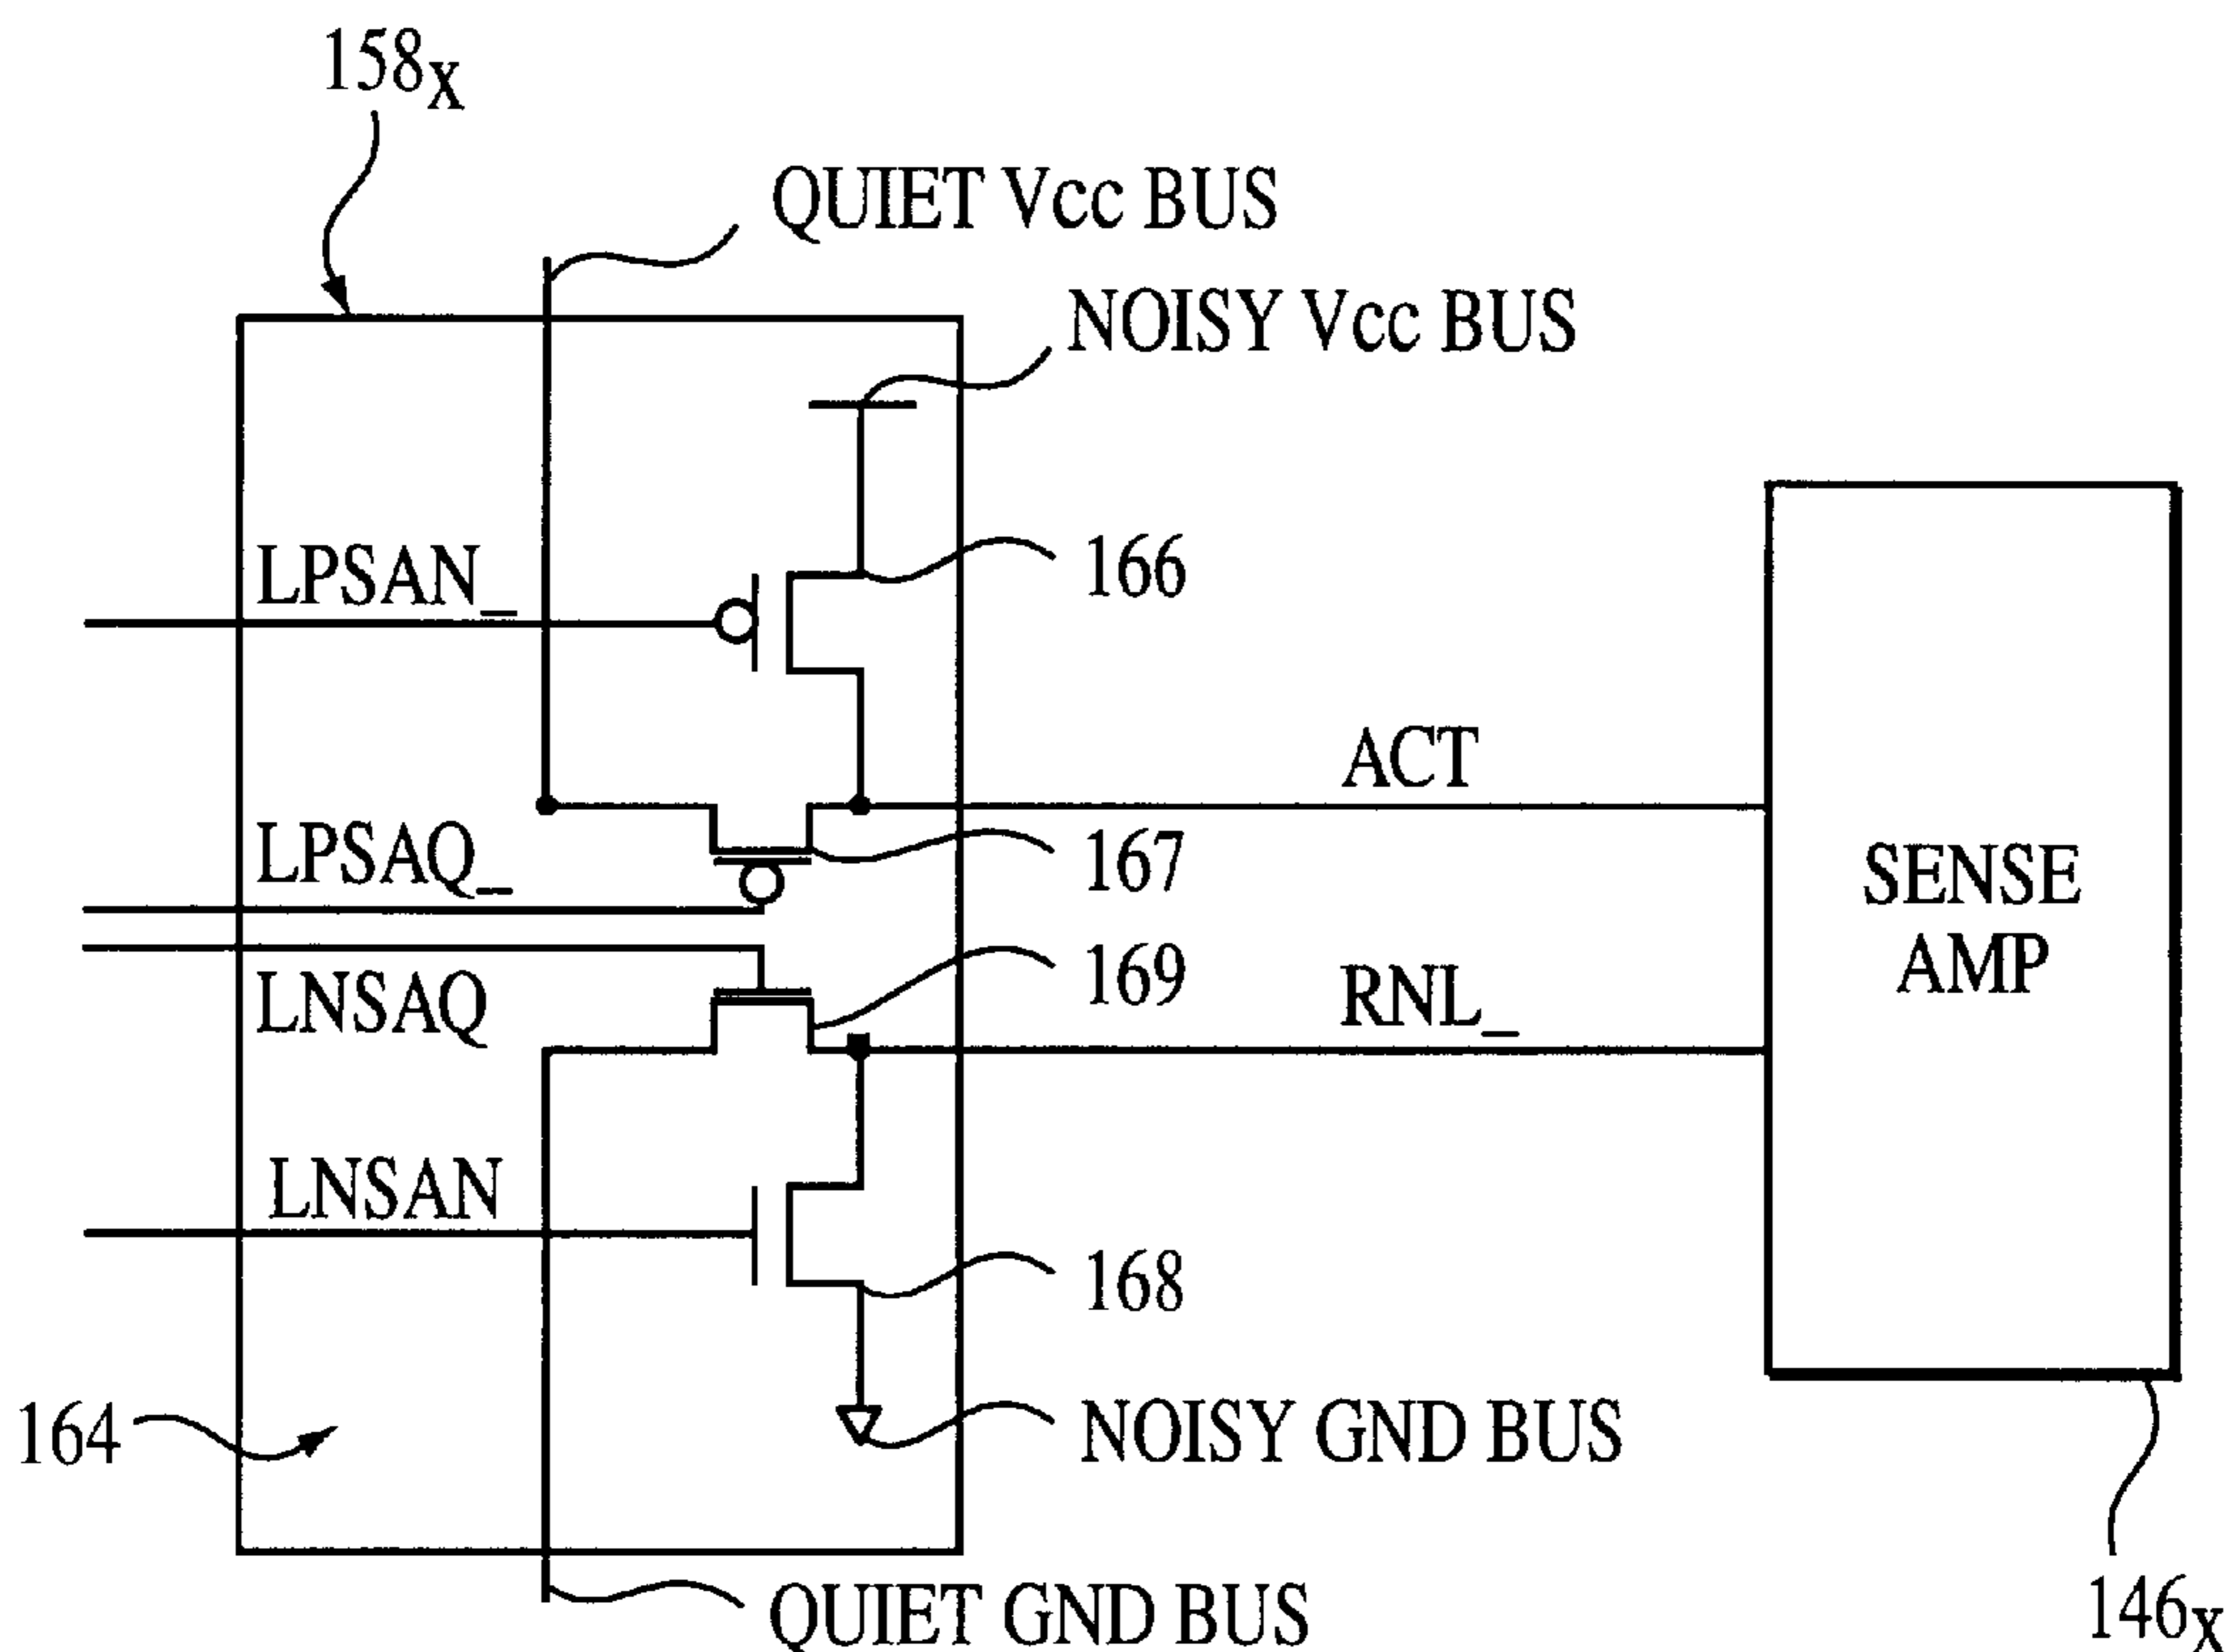 158X
QUIET Vcc BUS
NOISY Vcc BUS
LPSAN_
166
ACT
LPSAQ_
167
SENSE
AMP
169
LNSAQ
RNL_
LNSAN
168
164
NOISY GND BUS
QUIET GND BUS
146X